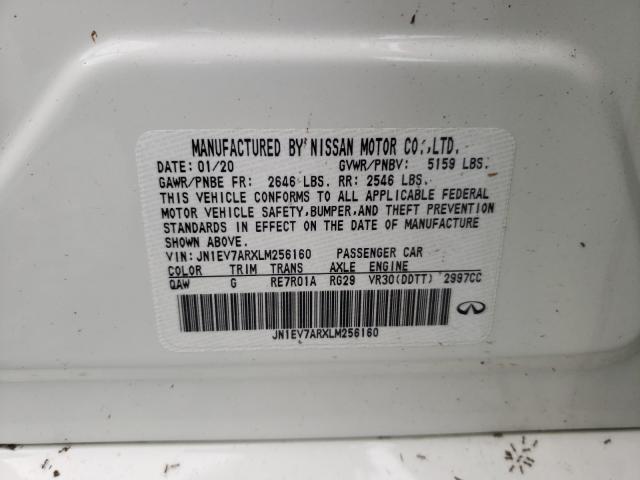 MANUFACTURED BY NISSAN MOTOR CO., LTD.
DATE: 01/20 GVWR/PNBV: 5159 LBS.
GAWR/PNBE FR: 2646 LBS. RR: 2546 LBS.
THIS VEHICLE CONFORMS TO ALL APPLICABLE FEDERAL
MOTOR VEHICLE SAFETY, BUMPER, AND THEFT PREVENTION
STANDARDS IN EFFECT ON THE DATE OF MANUFACTURE
SHOWN ABOVE.
VIN: JN1EV7ARXLM256160 PASSENGER CAR
COLOR TRIM TRANS AXLE ENGINE
QAW G RE7R01A RG29 VR30(DDTT) 2997CC
JN1EV7ARXLM256160